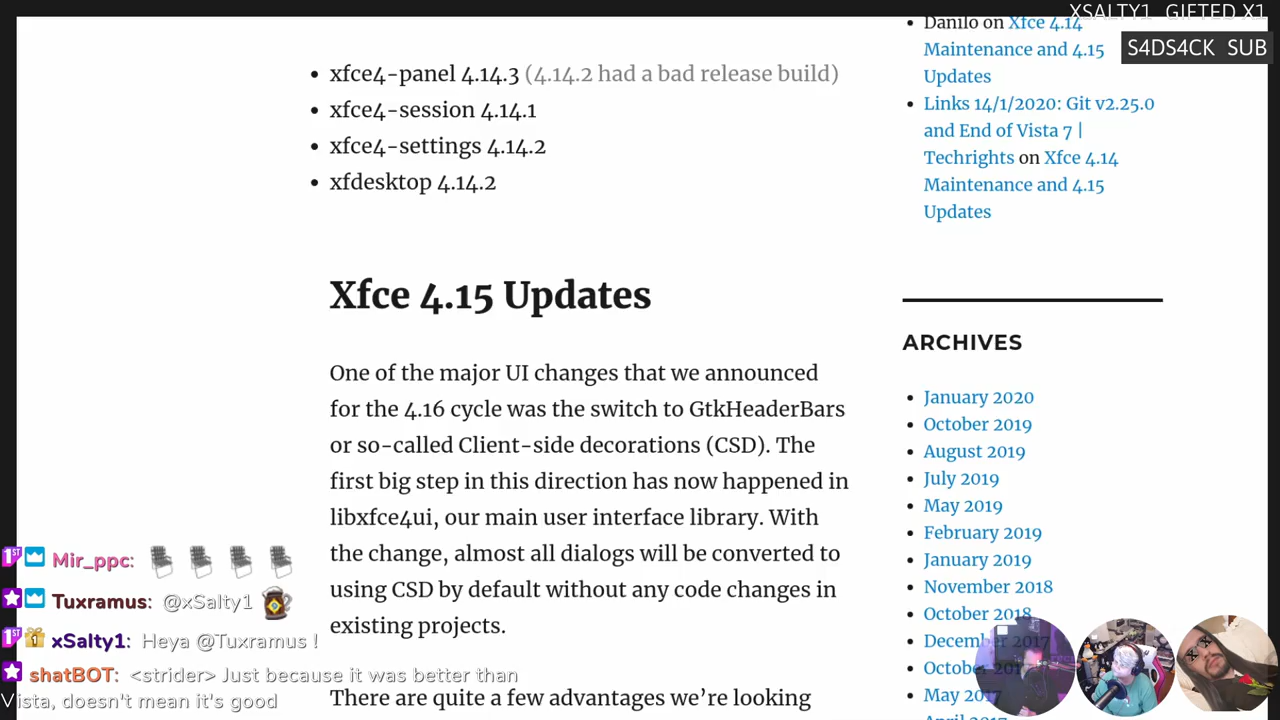 XSALTY1 GIFTED X1
S4DS4CK SUB
• xfce4-panel 4.14.3 (4.14.2 had a bad release build)
• xfce4-session 4.14.1
• xfce4-settings 4.14.2
• xfdesktop 4.14.2
Xfce 4.15 Updates
One of the major UI changes that we announced
for the 4.16 cycle was the switch to GtkHeaderBars
or so-called Client-side decorations (CSD). The
first big step in this direction has now happened in
libxfce4ui, our main user interface library. With
the change, almost all dialogs will be converted to
using CSD by default without any code changes in
existing projects.
There are quite a few advantages we’re looking
• Danilo on Xfce 4.14
Maintenance and 4.15
Updates
• Links 14/1/2020: Git v2.25.0
and End of Vista 7 |
Techrights on Xfce 4.14
Maintenance and 4.15
Updates
ARCHIVES
• January 2020
• October 2019
• August 2019
• July 2019
• May 2019
• February 2019
• January 2019
• November 2018
• October 2018
• December 2017
• October 2017
• May 2017
1ST Mir_ppc:
Tuxramus: @xSalty1
1ST 1 xSalty1: Heya @Tuxramus !
shatBOT: <strider> Just because it was better than
Vista, doesn't mean it's good